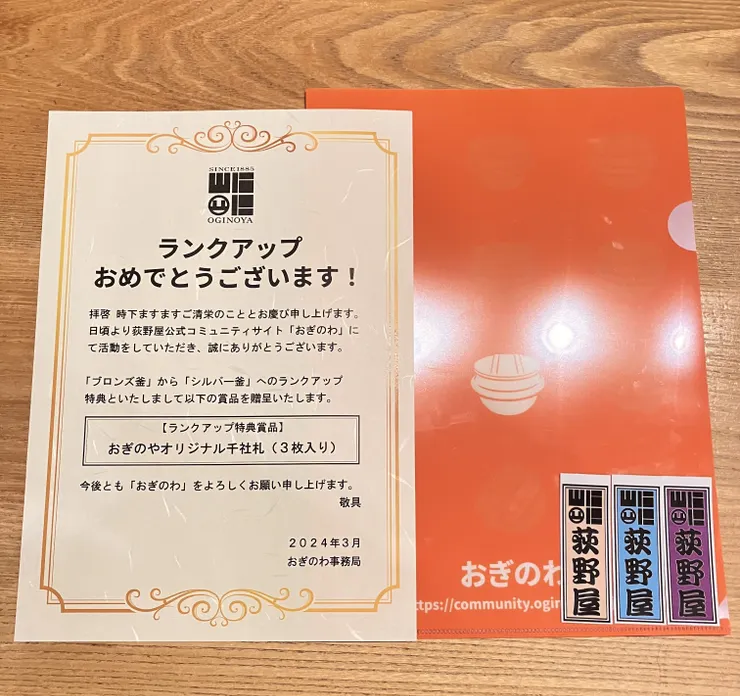 SINCE1885
OGINOYA
ランクアップ
おめでとうございます！
拝啓 時下ますますご清栄のこととお慶び申し上げます。
日頃より荻野屋公式コミュニティサイト「おぎのわ」に
て活動をしていただき、誠にありがとうございます。
「ブロンズ釜」から「シルバー釜」へのランクアップ
特典といたしまして以下の賞品を贈呈いたします。
【ランクアップ特典賞品】
おぎのやオリジナル千社札（３枚入り）
今後とも「おぎのわ」をよろしくお願い申し上げます。
敬具
２０２４年３月
おぎのわ事務局
おぎのわ
ttps://community.ogin
荻野屋
荻野屋
荻野屋